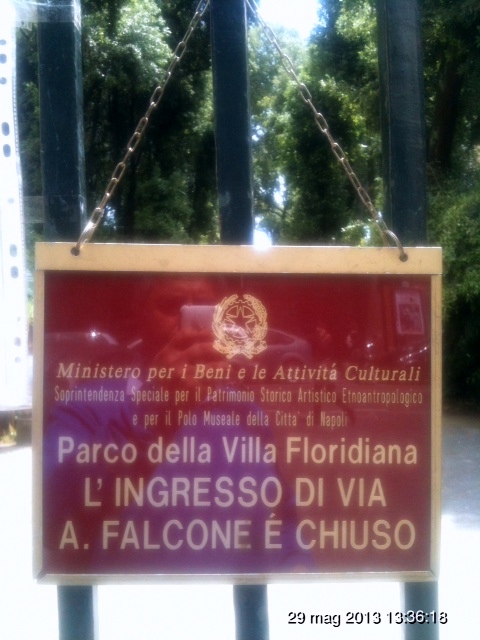 Ministero per i Beni e le Attivitá Culturali
Soprintendenza Speciale per il Patrimonio Storico Artistico Etnoantropologico
e per il Polo Museale della Citta' di Napoli
Parco della Villa Floridiana
L'INGRESSO DI VIA
A. FALCONE É CHIUSO
29 mag 2013 13:36:18